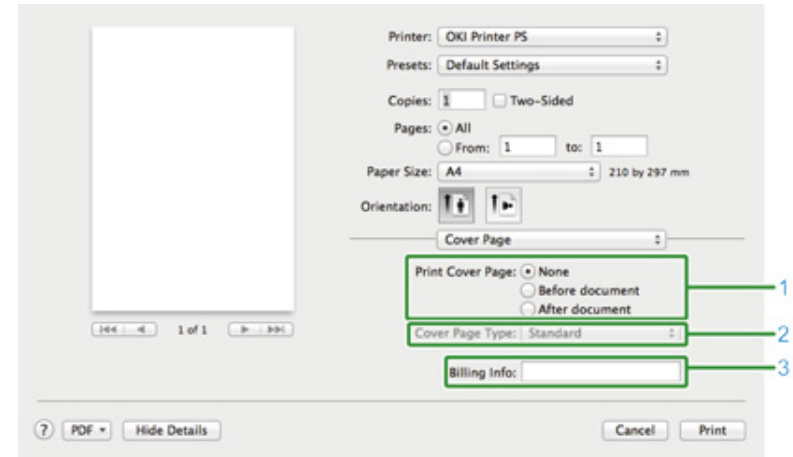 Printer: OKI Printer PS
Presets: Default Settings
Copies: 1 Two-Sided
Pages: All
From: 1 to: 1
Paper Size: A4 210 by 297 mm
Orientation:
Cover Page
Print Cover Page: None
Before document
After document
1
Cover Page Type: Standard
2
Billing Info:
3
1 of 1
? PDF Hide Details Cancel Print